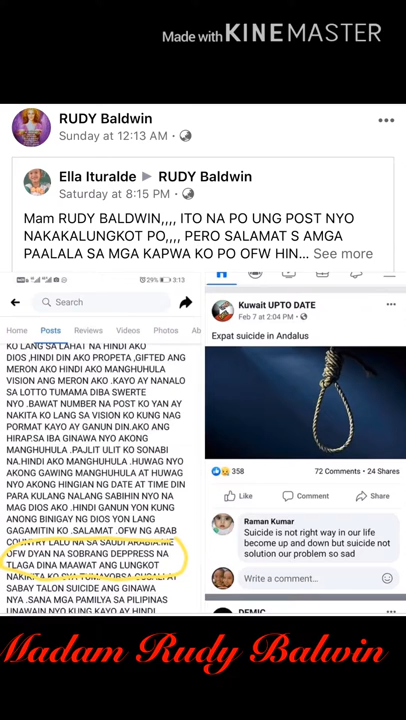 Made with KINEMASTER
RUDY Baldwin
Sunday at 12:13 AM
Ella Ituralde ▶ RUDY Baldwin
Saturday at 8:15 PM
Mam RUDY BALDWIN,,,, ITO NA PO UNG POST NYO
NAKAKALUNGKOT PO,,,, PERO SALAMAT S AMGA
PAALALA SA MGA KAPWA KO PO OFW HIN... See more
29% 3:13
Search
Home Posts Reviews Videos Photos Ab
KO LANG SA LAHAT NA HINDI AKO
DIOS ,HINDI DIN AKO PROPETA ,GIFTED ANG
MERON AKO HINDI AKO MANGHUHULA
VISION ANG MERON AKO .KAYO AY NANALO
SA LOTTO TUMAMA DIBA SWERTE
NYO .BAWAT NUMBER NA POST KO YAN AY
NAKITA KO LANG SA VISION KO KUNG NAG
PORMAT KAYO AY GANUN DIN.AKO ANG
HIRAP.SA IBA GINAWA NYO AKONG
MANGHUHULA .PAJLIT ULIT KO SONABI
NA.HINDI AKO MANGHUHULA .HUWAG NYO
AKONG GAWING MANGHUHULA AT HUWAG
NYO AKONG HINGIAN NG DATE AT TIME DIN
PARA KULANG NALANG SABIHIN NYO NA
MAG DIOS AKO .HINDI GANUN YON KUNG
ANONG BINIGAY NG DIOS YON LANG
GAGAMITIN KO .SALAMAT .OFW NG ARAB
COUNTRY LALO NA SA SAUDI ARABIA.ME
OFW DYAN NA SOBRANG DEPPRESS NA
TLAGA DINA MAAWAT ANG LUNGKOT
NAKIKITA KO
SABAY TALON SUICIDE ANG GINAWA
NYA .SANA MGA PAMILYA SA PILIPINAS
UNAWAIN NYO KUNG KAYO AY HINDI
Kuwait UPTO DATE
Feb 7 at 2:04 PM
Expat suicide in Andalus
358 72 Comments • 24 Shares
Like Comment Share
Raman Kumar
Suicide is not right way in our life
become up and down but suicide not
solution our problem so sad
Write a comment...
Madam Rudy Balwin